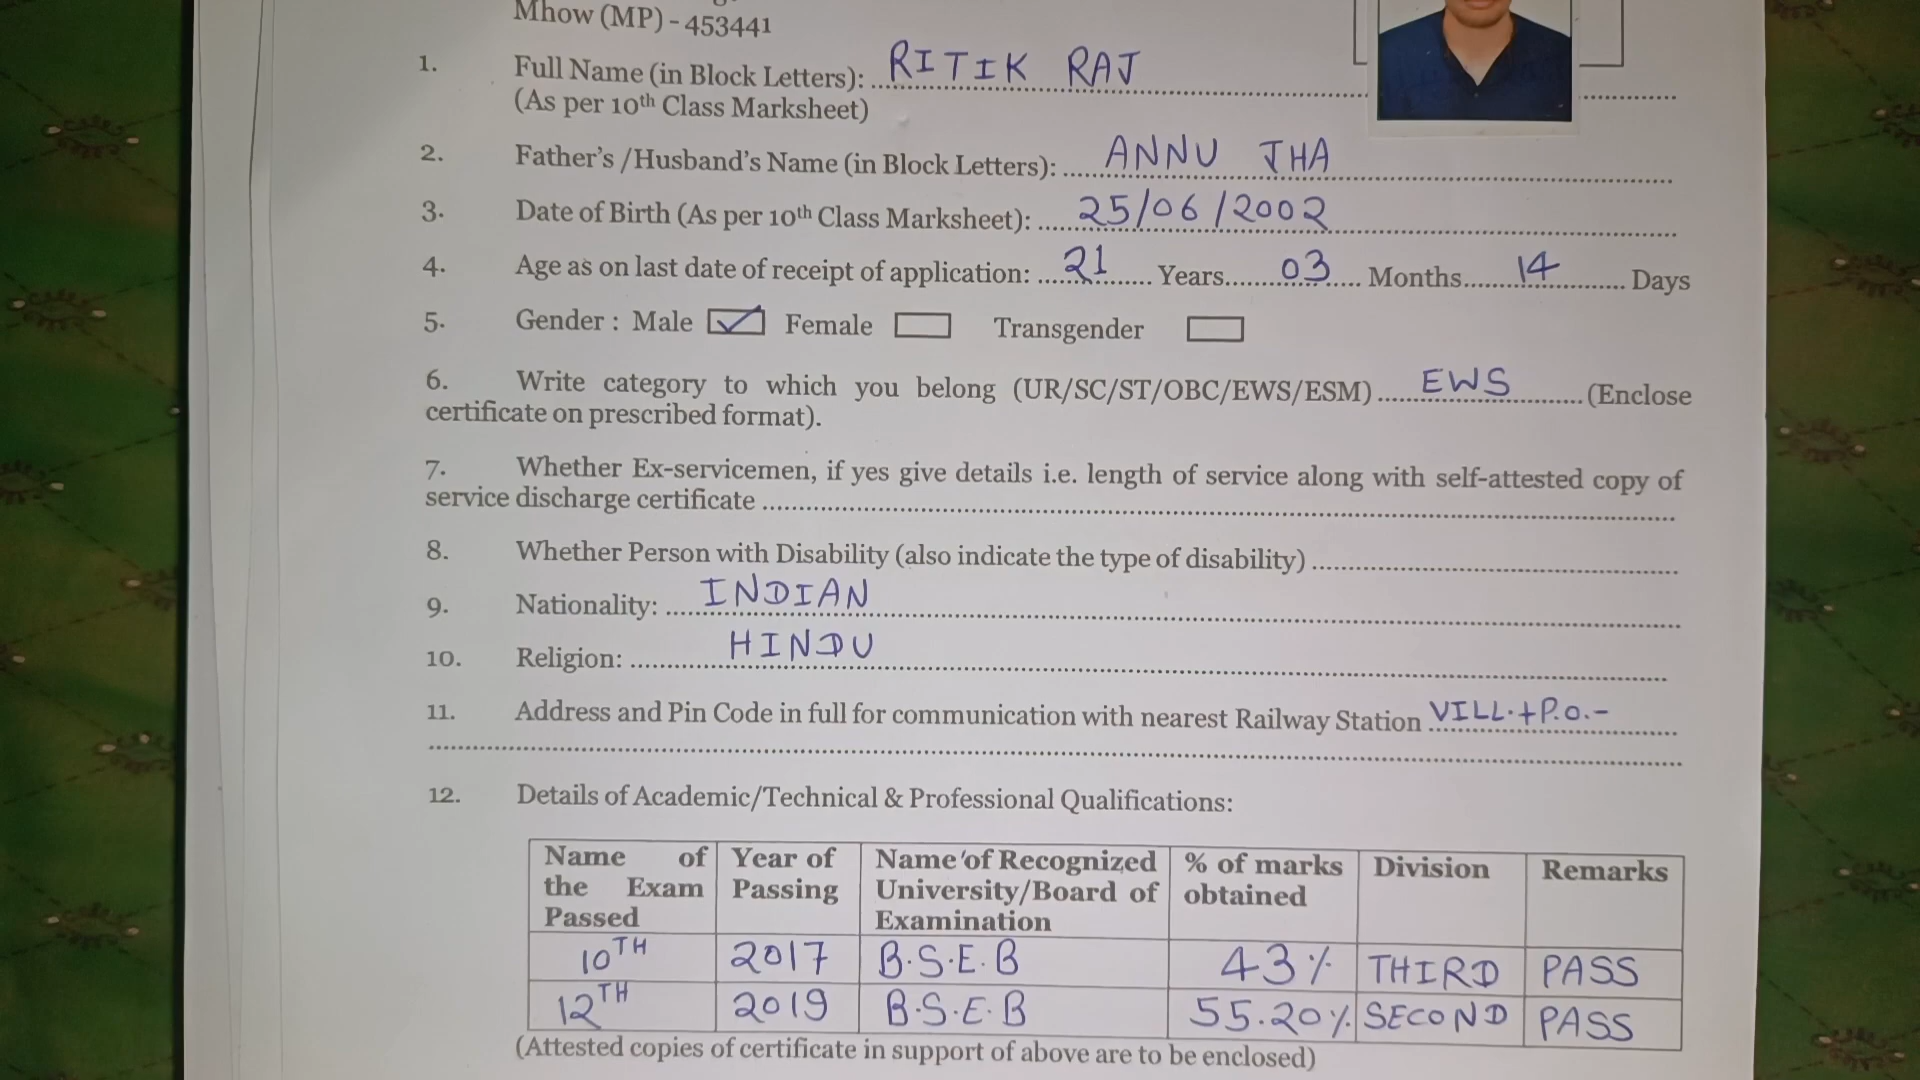 Mhow (MP) - 453441
1. Full Name (in Block Letters): RITIK RAJ
(As per 10th Class Marksheet)
2. Father's /Husband's Name (in Block Letters): ANNU JHA
3. Date of Birth (As per 10th Class Marksheet): 25/06/2002
4. Age as on last date of receipt of application: 21 Years 03 Months 14 Days
5. Gender : Male ✓ Female Transgender
6. Write category to which you belong (UR/SC/ST/OBC/EWS/ESM) EWS (Enclose
certificate on prescribed format).
7. Whether Ex-servicemen, if yes give details i.e. length of service along with self-attested copy of
service discharge certificate
8. Whether Person with Disability (also indicate the type of disability)
9. Nationality: INDIAN
10. Religion: HINDU
11. Address and Pin Code in full for communication with nearest Railway Station VILL.+P.O.-
12. Details of Academic/Technical & Professional Qualifications:
Name of Year of Name of Recognized % of marks Division Remarks
the Exam Passing University/Board of obtained
Passed Examination
10TH 2017 B.S.E.B 43% THIRD PASS
12TH 2019 B.S.E.B 55.20% SECOND PASS
(Attested copies of certificate in support of above are to be enclosed)